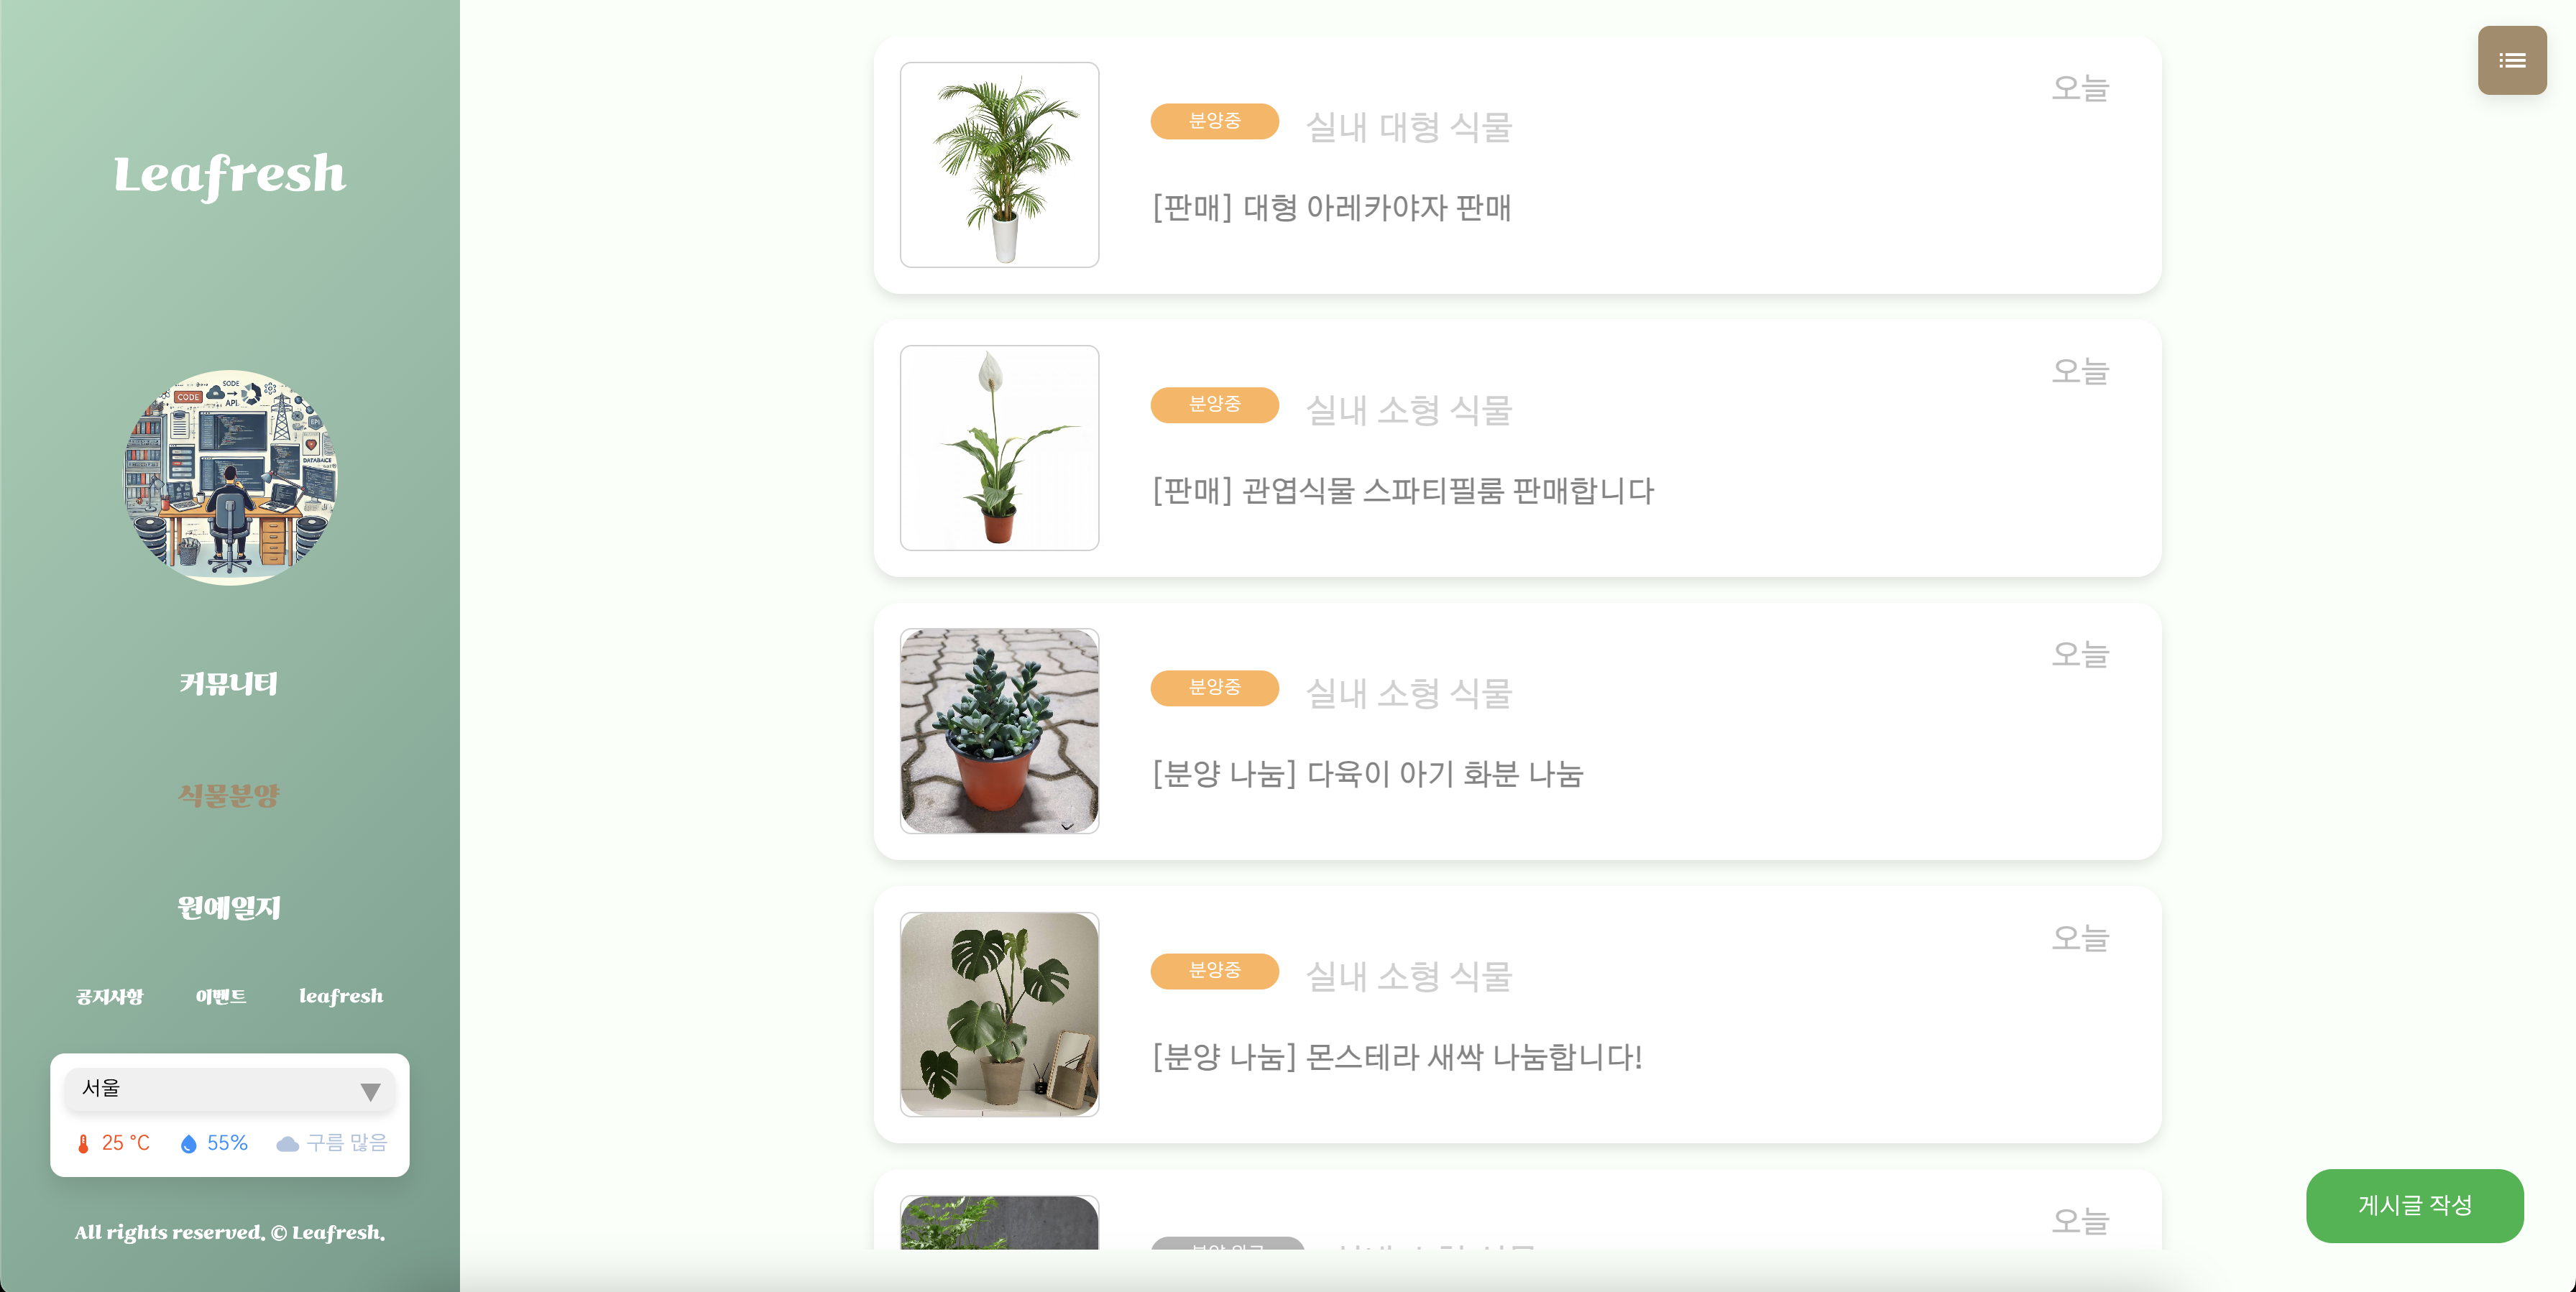 Leafresh
CODE
SODE
API
커뮤니티
식물분양
원예일지
공지사항 이벤트 leafresh
서울
25 °C 55% 구름 많음
All rights reserved. © Leafresh.
오늘
분양중 실내 대형 식물
[판매] 대형 아레카야자 판매
오늘
분양중 실내 소형 식물
[판매] 관엽식물 스파티필룸 판매합니다
오늘
분양중 실내 소형 식물
[분양 나눔] 다육이 아기 화분 나눔
오늘
분양중 실내 소형 식물
[분양 나눔] 몬스테라 새싹 나눔합니다!
오늘
게시글 작성